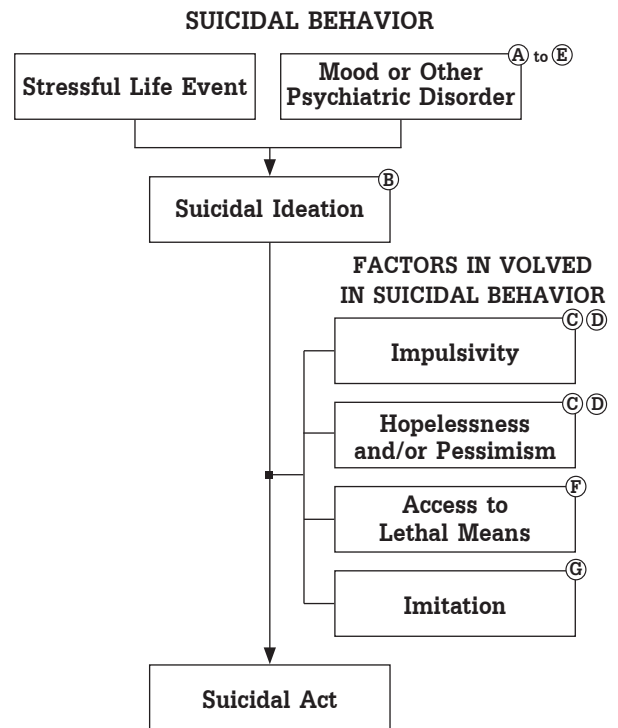 SUICIDAL BEHAVIOR
Stressful Life Event
Mood or Other
Psychiatric Disorder
A to E
Suicidal Ideation
B
FACTORS IN VOLVED
IN SUICIDAL BEHAVIOR
Impulsivity
C D
Hopelessness
and/or Pessimism
C D
Access to
Lethal Means
F
Imitation
G
Suicidal Act